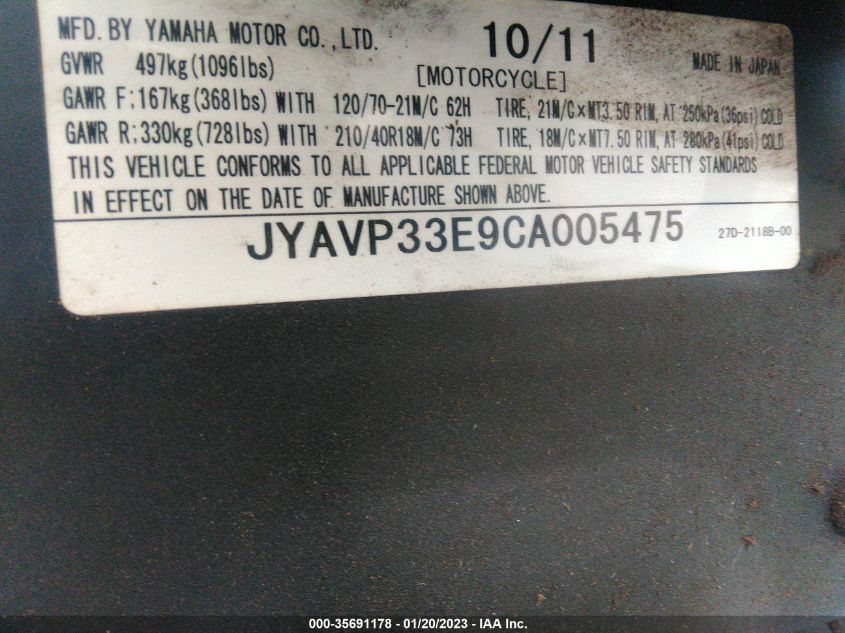 MFD. BY YAMAHA MOTOR CO.,LTD. 10/11 MADE IN JAPAN
GVWR 497kg(1096lbs) [MOTORCYCLE]
GAWR F:167kg(368lbs) WITH 120/70-21M/C 62H TIRE, 21M/C×MT3.50 RIM, AT 250kPa(36psi) COLD
GAWR R:330kg(728lbs) WITH 210/40R18M/C 73H TIRE, 18M/C×MT7.50 RIM, AT 280kPa(41psi) COLD
THIS VEHICLE CONFORMS TO ALL APPLICABLE FEDERAL MOTOR VEHICLE SAFETY STANDARDS
IN EFFECT ON THE DATE OF MANUFACTURE SHOWN ABOVE.
JYAVP33E9CA005475 27D-2118B-00
000-35691178 - 01/20/2023 - IAA Inc.